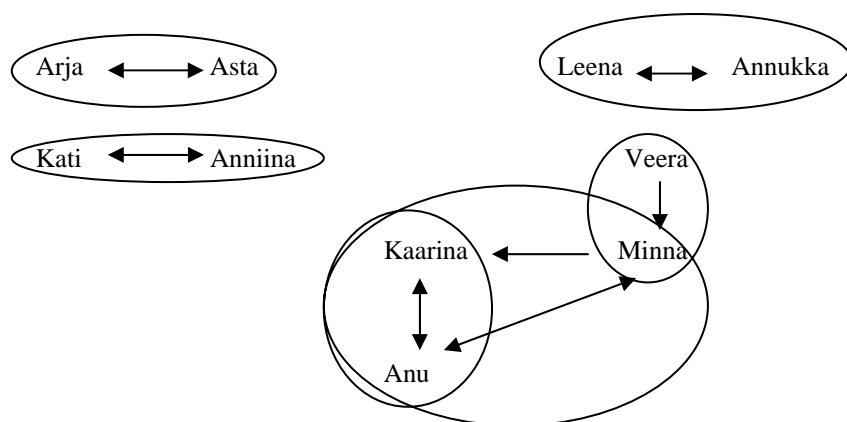 Arja Asta
Leena Annukka
Kati Anniina
Veera
Kaarina Minna
Anu